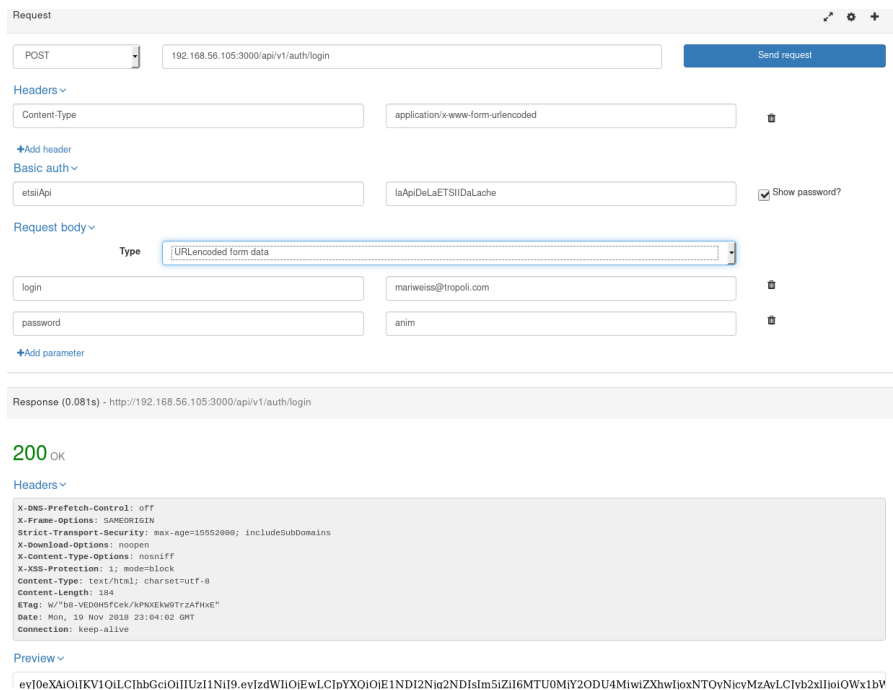 Request
POST 192.168.56.105:3000/api/v1/auth/login Send request
Headers
Content-Type application/x-www-form-urlencoded
+Add header
Basic auth
etsiiApi laApiDeLaETSIIDaLache Show password?
Request body
Type URLencoded form data
login mariweiss@tropoli.com
password anim
+Add parameter
Response (0.081s) - http://192.168.56.105:3000/api/v1/auth/login
200 OK
Headers
X-DNS-Prefetch-Control: off
X-Frame-Options: SAMEORIGIN
Strict-Transport-Security: max-age=15552000; includeSubDomains
X-Download-Options: noopen
X-Content-Type-Options: nosniff
X-XSS-Protection: 1; mode=block
Content-Type: text/html; charset=utf-8
Content-Length: 184
ETag: W/"b8-VED0H5fCek/kPNXEkW9TrzAfHxE"
Date: Mon, 19 Nov 2018 23:04:02 GMT
Connection: keep-alive
Preview